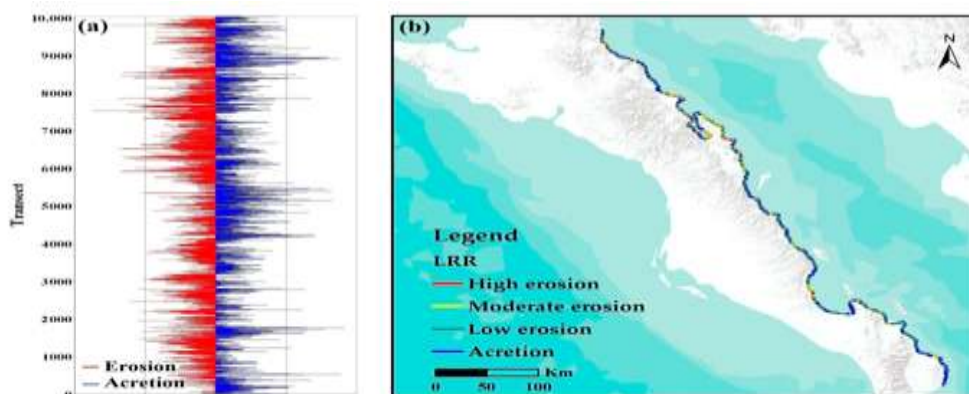 (a)
10,000
9000
8000
7000
6000
5000
4000
3000
2000
1000
0
Transect
Erosion
Acretion
(b)
N
Legend
LRR
High erosion
Moderate erosion
Low erosion
Acretion
Km
0 50 100